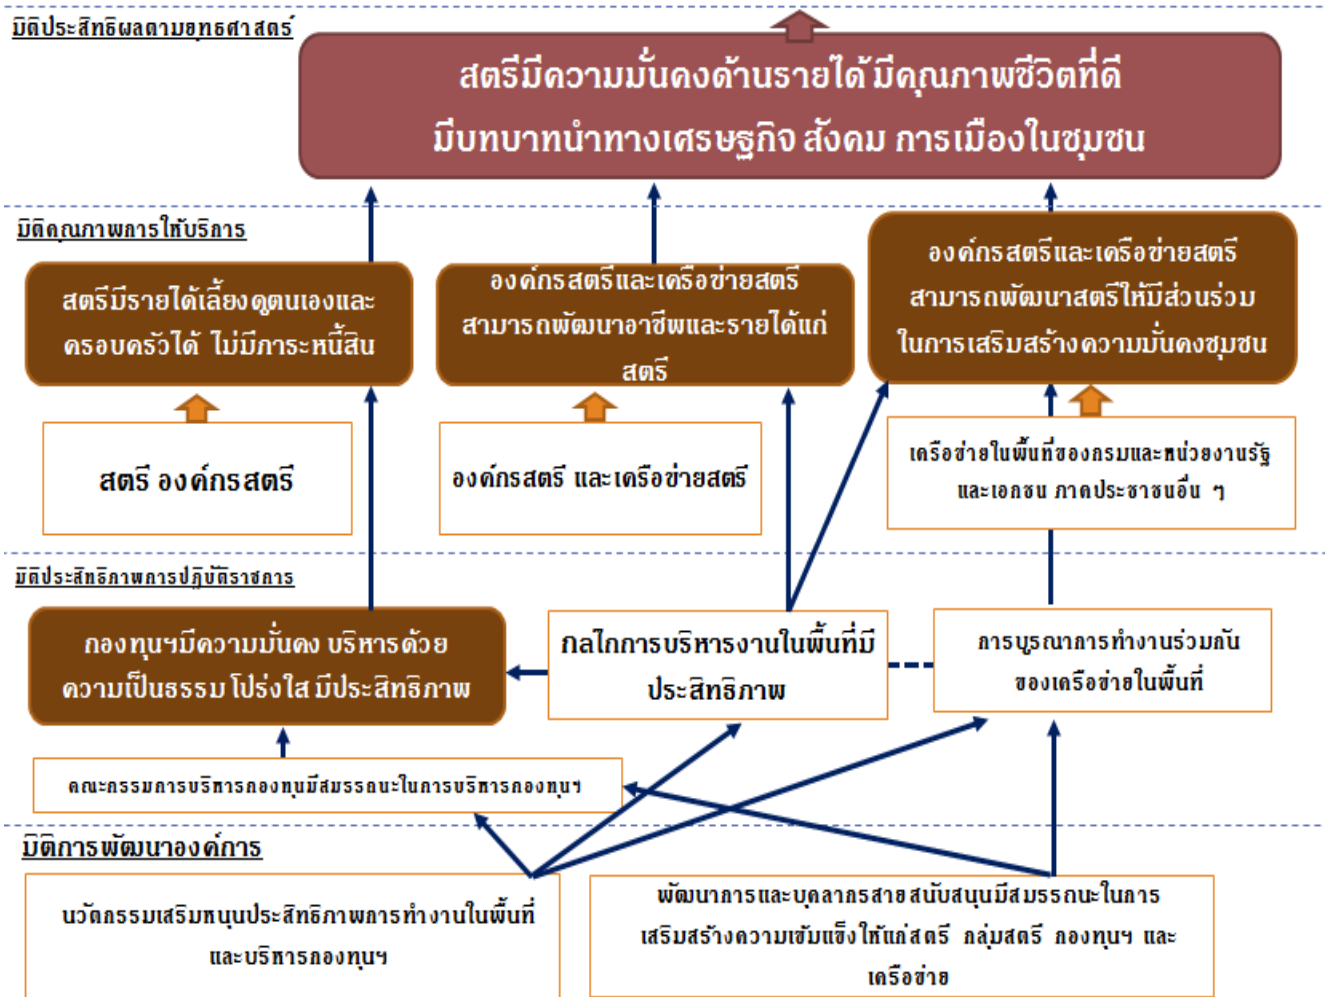 มิติประสิทธิผลตามยุทธศาสตร์
สตรีมีความมั่นคงด้านรายได้ มีคุณภาพชีวิตที่ดี
มีบทบาทนำทางเศรษฐกิจ สังคม การเมืองในชุมชน
มิติคุณภาพการให้บริการ
สตรีมีรายได้เลี้ยงดูตนเองและ
ครอบครัวได้ ไม่มีภาระหนี้สิน
องค์กรสตรีและเครือข่ายสตรี
สามารถพัฒนาอาชีพและรายได้แก่
สตรี
องค์กรสตรีและเครือข่ายสตรี
สามารถพัฒนาสตรีให้มีส่วนร่วม
ในการเสริมสร้างความมั่นคงชุมชน
สตรี องค์กรสตรี
องค์กรสตรี และเครือข่ายสตรี
เครือข่ายในพื้นที่ของกรมและหน่วยงานรัฐ
และเอกชน ภาคประชาชนอื่น ๆ
มิติประสิทธิภาพการปฏิบัติราชการ
กองทุนฯมีความมั่นคง บริหารด้วย
ความเป็นธรรม โปร่งใส มีประสิทธิภาพ
กลไกการบริหารงานในพื้นที่มี
ประสิทธิภาพ
การบูรณาการทำงานร่วมกัน
ของเครือข่ายในพื้นที่
คณะกรรมการบริหารกองทุนมีสมรรถนะในการบริหารกองทุนฯ
มิติการพัฒนาองค์การ
นวัตกรรมเสริมหนุนประสิทธิภาพการทำงานในพื้นที่
และบริหารกองทุนฯ
พัฒนาการและบุคลากรสายสนับสนุนมีสมรรถนะในการ
เสริมสร้างความเข้มแข็งให้แก่สตรี กลุ่มสตรี กองทุนฯ และ
เครือข่าย